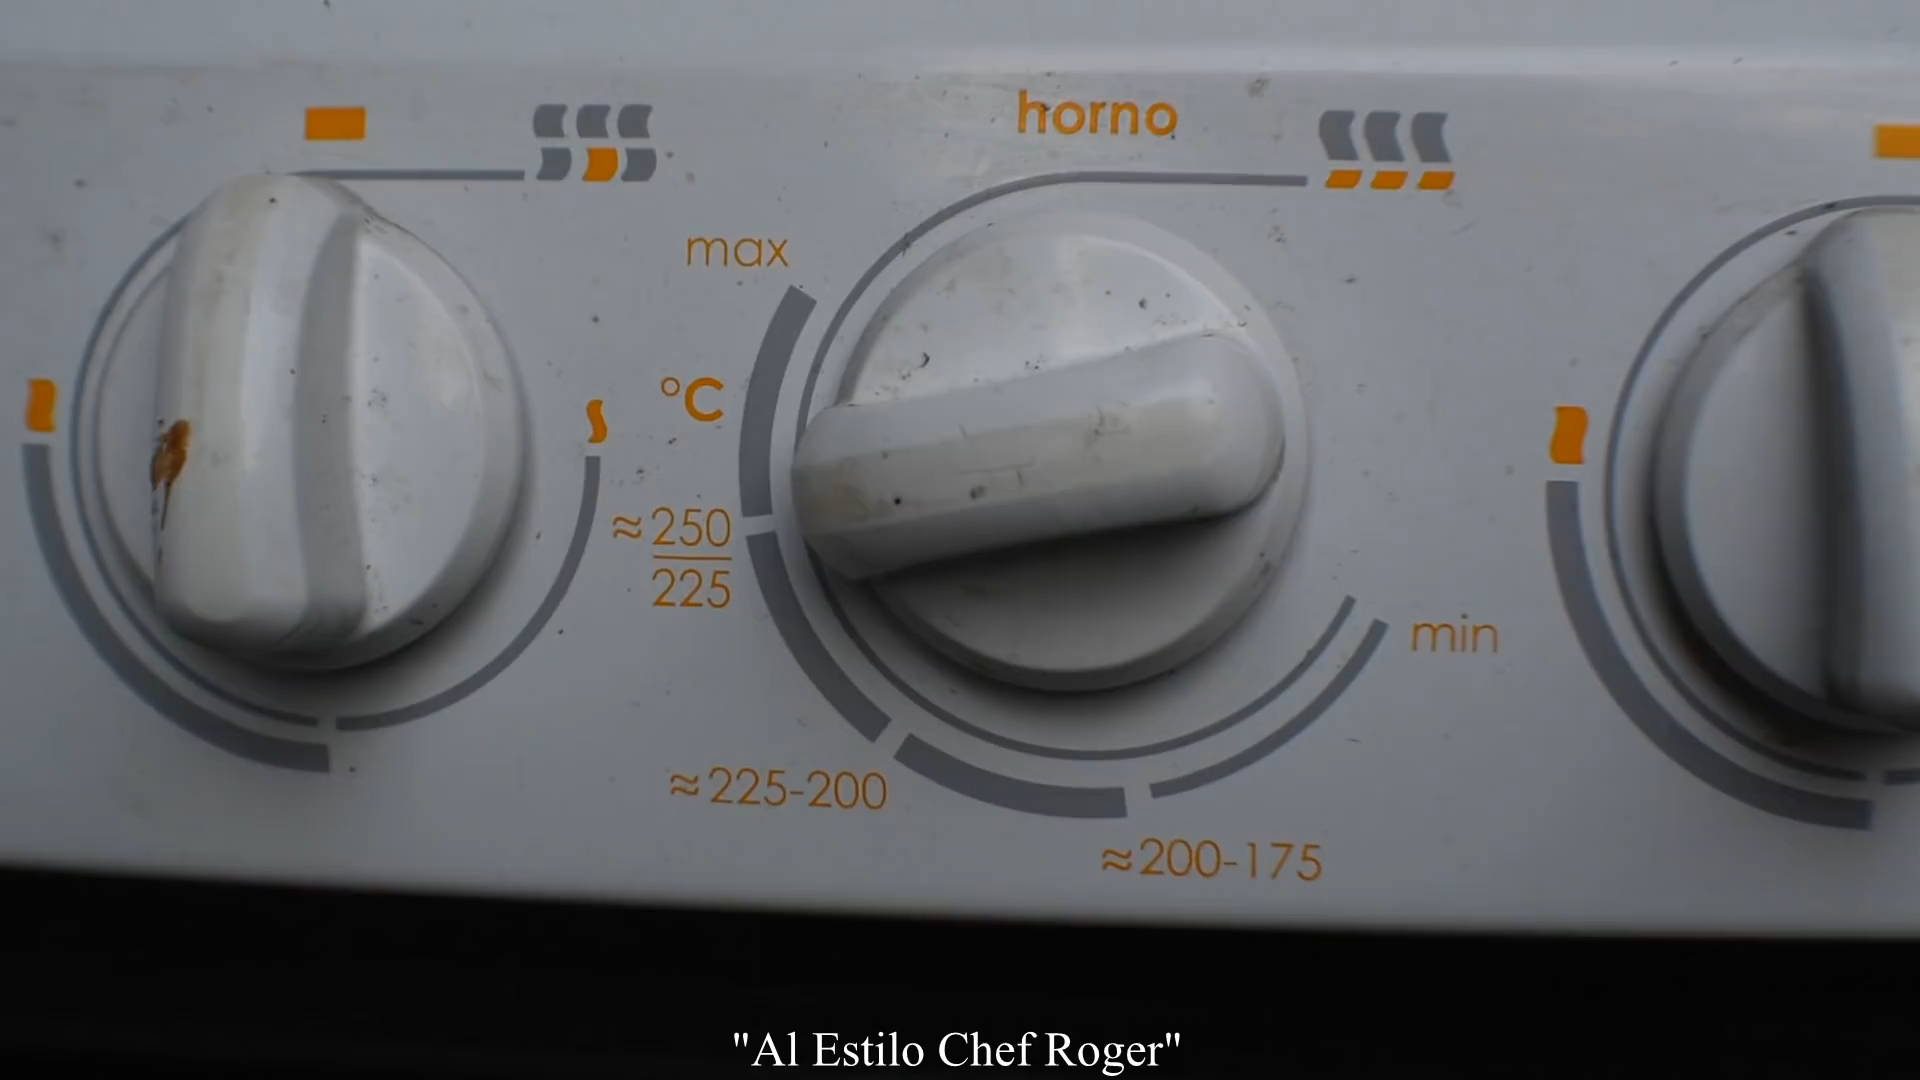 horno
max
°C
≈250
225
min
≈225-200
≈200-175
"Al Estilo Chef Roger"